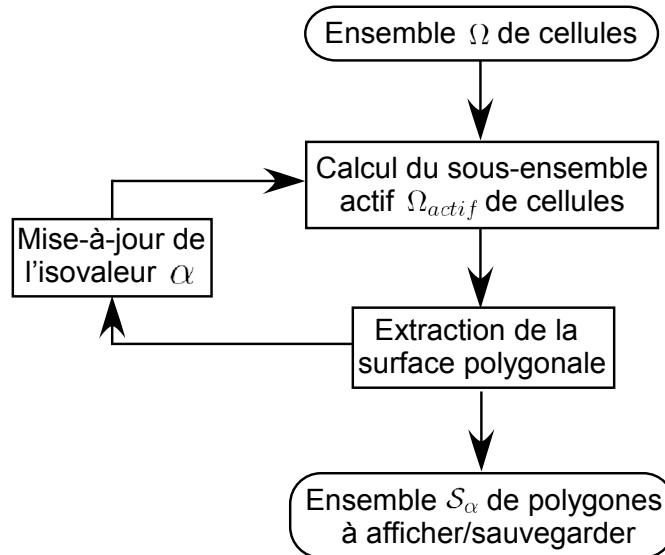 Ensemble Ω de cellules
Calcul du sous-ensemble
actif Ω_actif de cellules
Mise-à-jour de
l'isovaleur α
Extraction de la
surface polygonale
Ensemble 𝒮_α de polygones
à afficher/sauvegarder